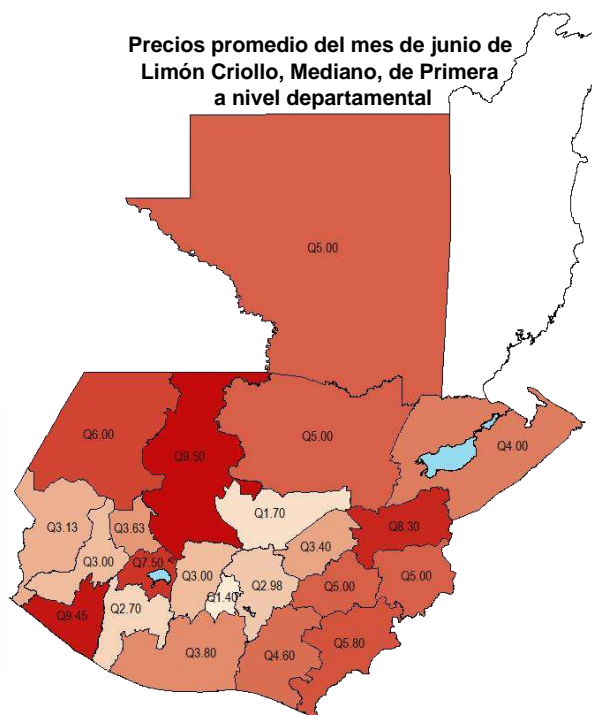 Precios promedio del mes de junio de
Limón Criollo, Mediano, de Primera
a nivel departamental
Q5.00
Q6.00
Q9.50
Q5.00
Q4.00
Q1.70
Q8.30
Q3.13
Q3.63
Q3.40
Q3.00
Q7.50
Q3.00
Q2.98
Q5.00
Q5.00
Q1.40
Q9.45
Q2.70
Q3.80
Q4.60
Q5.80